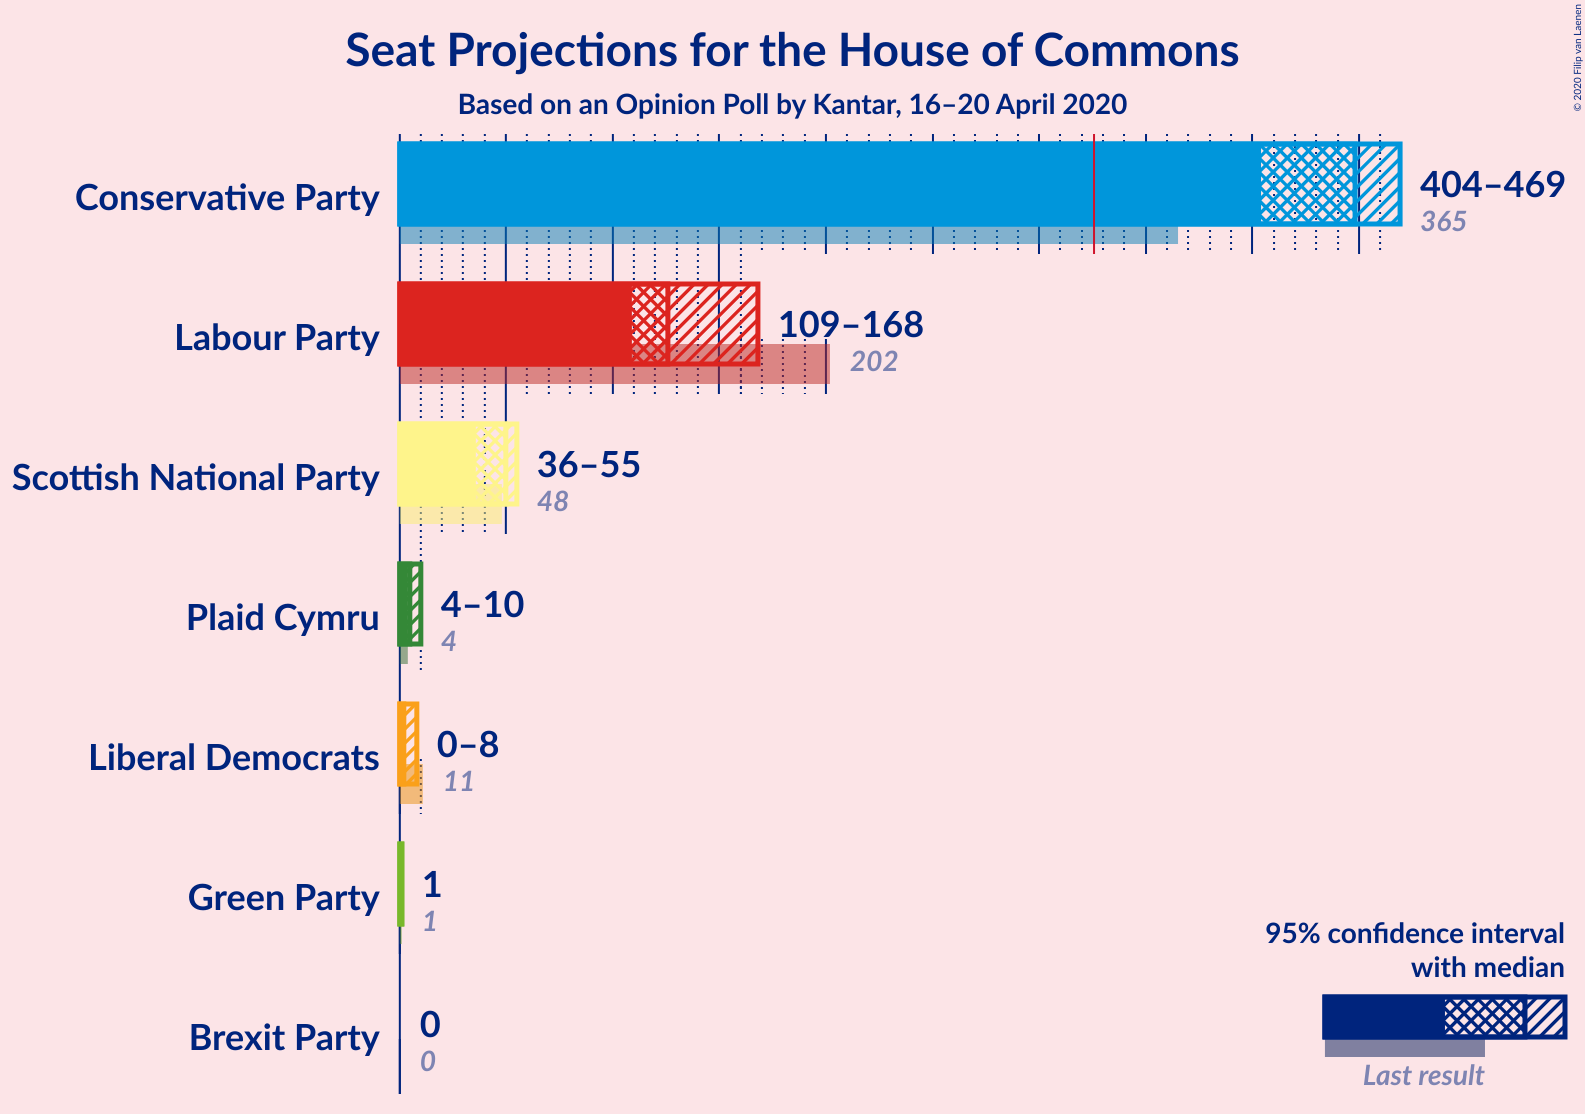 Seat Projections for the House of Commons
Based on an Opinion Poll by Kantar, 16–20 April 2020
© 2020 Filip van Laenen
Conservative Party
404–469
365
Labour Party
109–168
202
Scottish National Party
36–55
48
Plaid Cymru
4–10
4
Liberal Democrats
0–8
11
Green Party
1
1
Brexit Party
0
0
95% confidence interval
with median
Last result